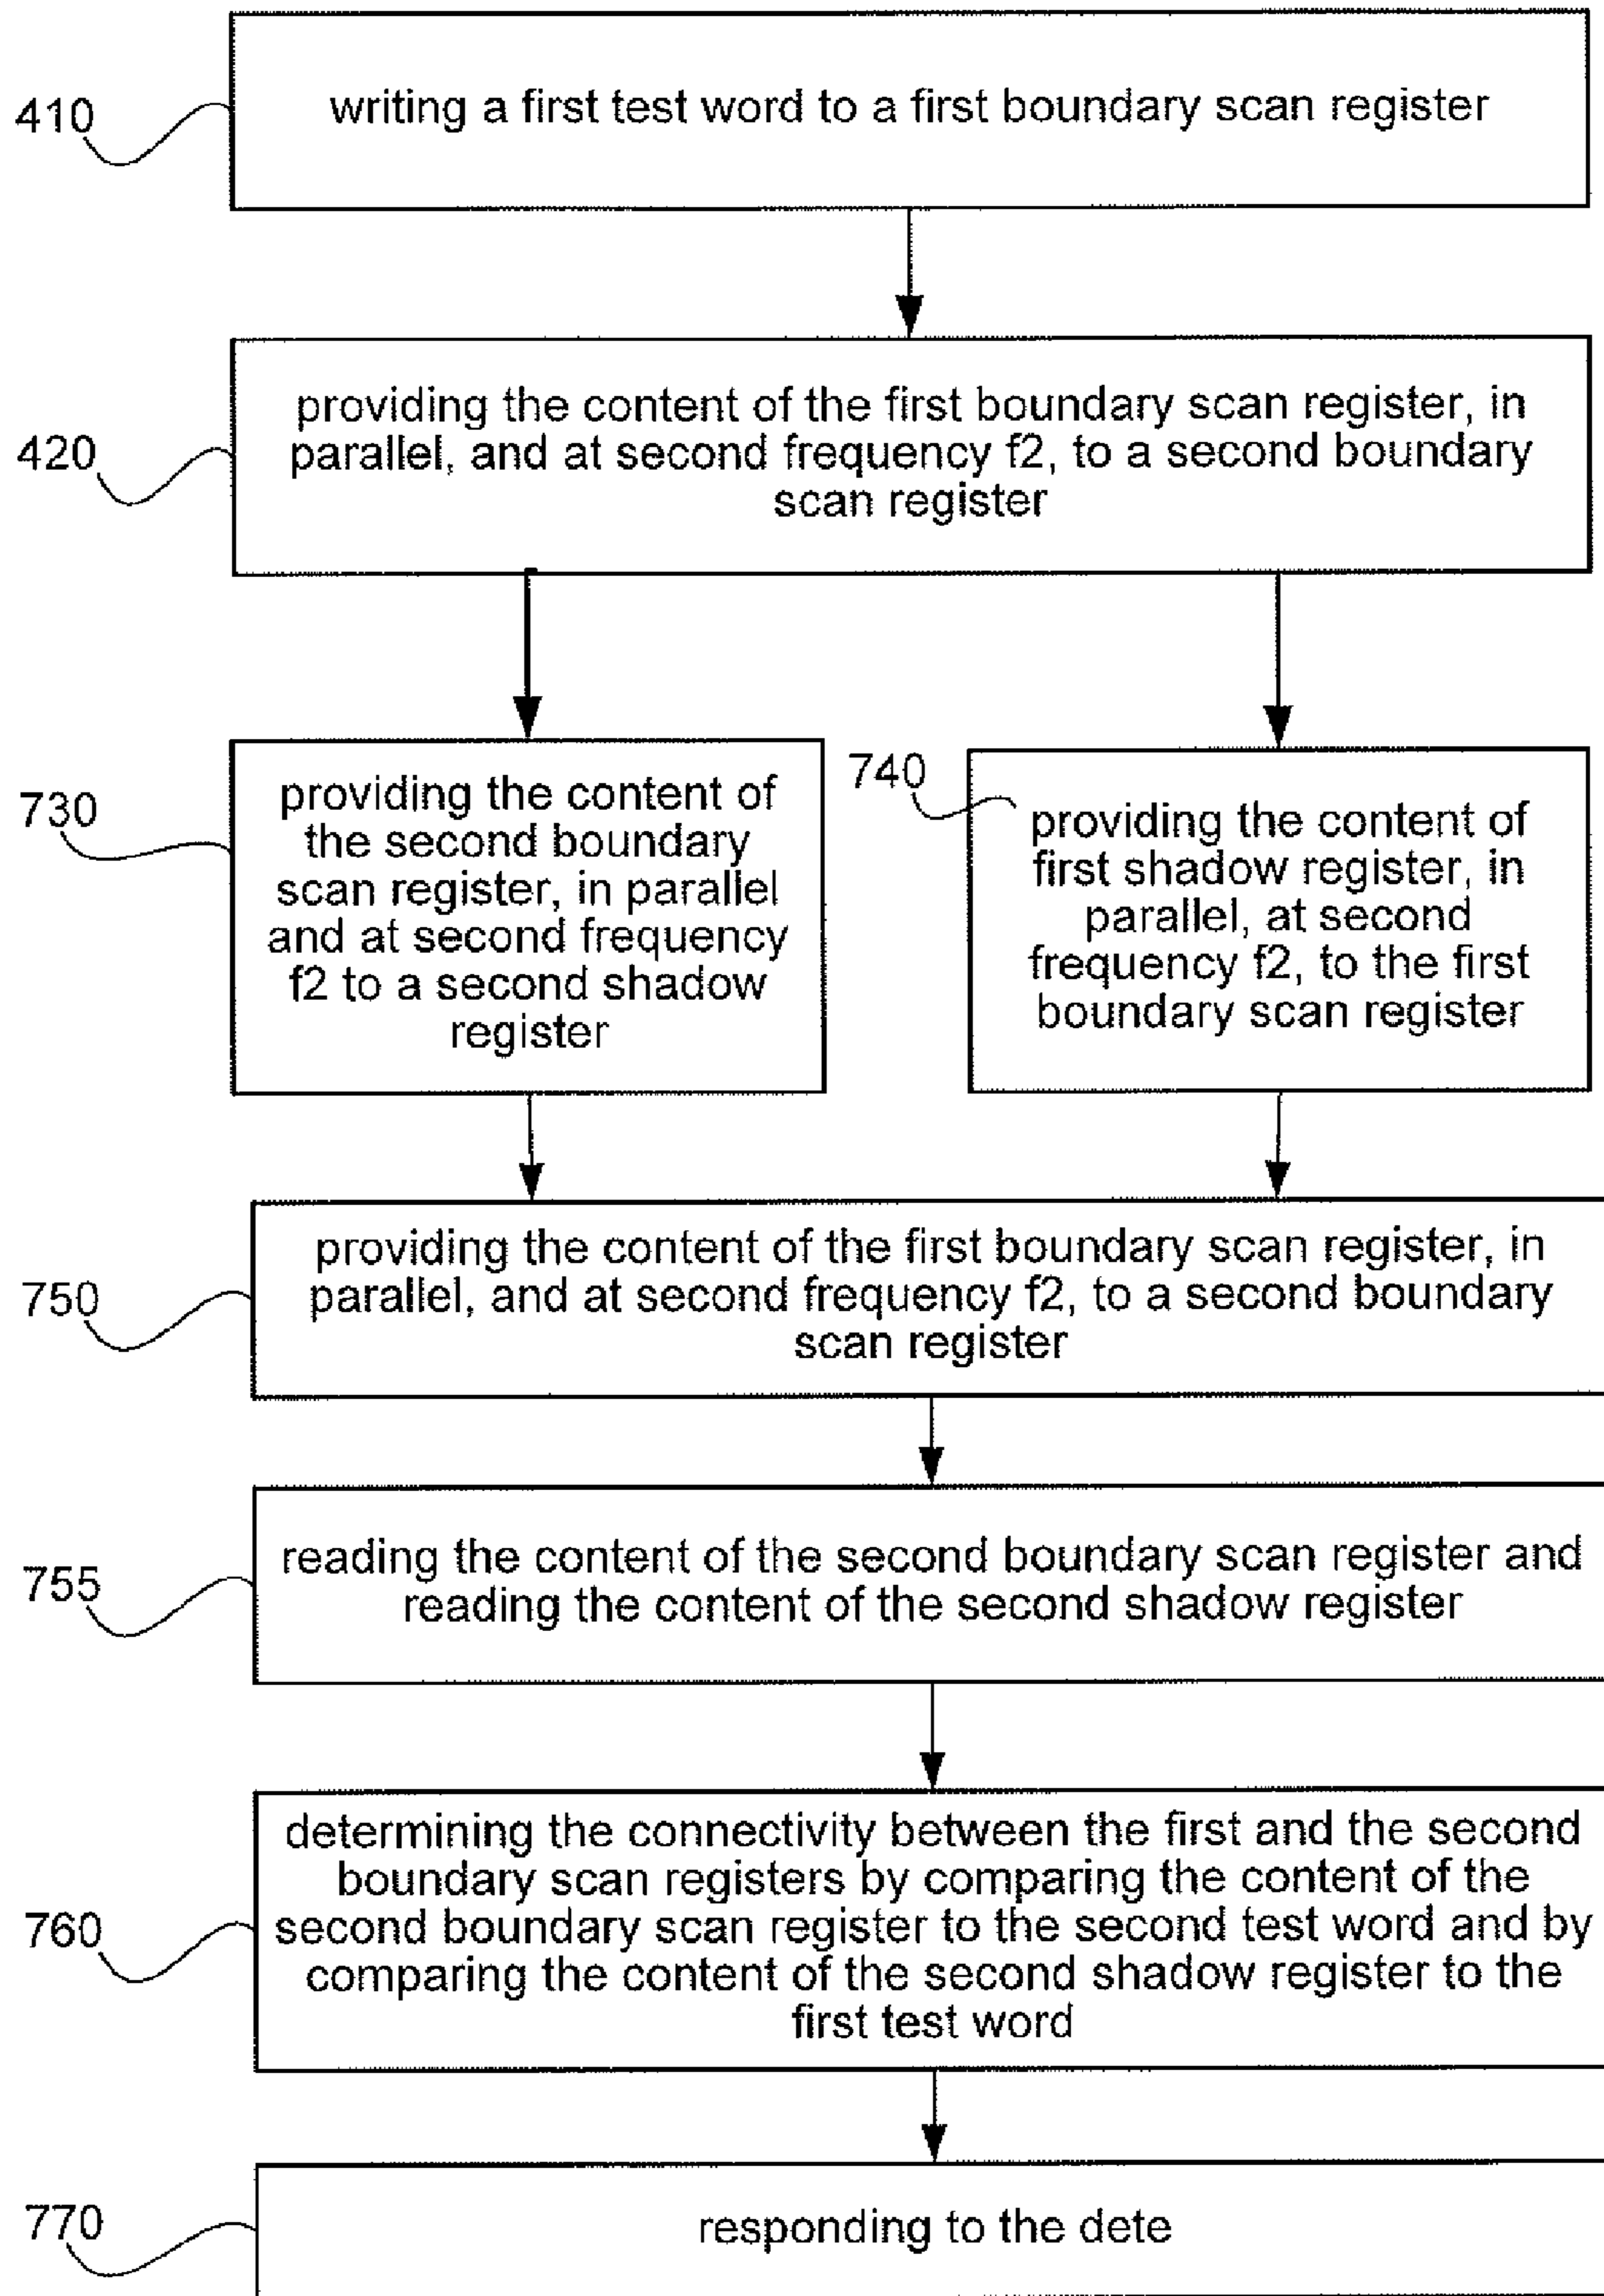 410
writing a first test word to a first boundary scan register
420
providing the content of the first boundary scan register, in
parallel, and at second frequency f2, to a second boundary
scan register
730
providing the content of
the second boundary
scan register, in parallel
and at second frequency
f2 to a second shadow
register
740
providing the content of
first shadow register, in
parallel, at second
frequency f2, to the first
boundary scan register
750
providing the content of the first boundary scan register, in
parallel, and at second frequency f2, to a second boundary
scan register
755
reading the content of the second boundary scan register and
reading the content of the second shadow register
760
determining the connectivity between the first and the second
boundary scan registers by comparing the content of the
second boundary scan register to the second test word and by
comparing the content of the second shadow register to the
first test word
770
responding to the dete